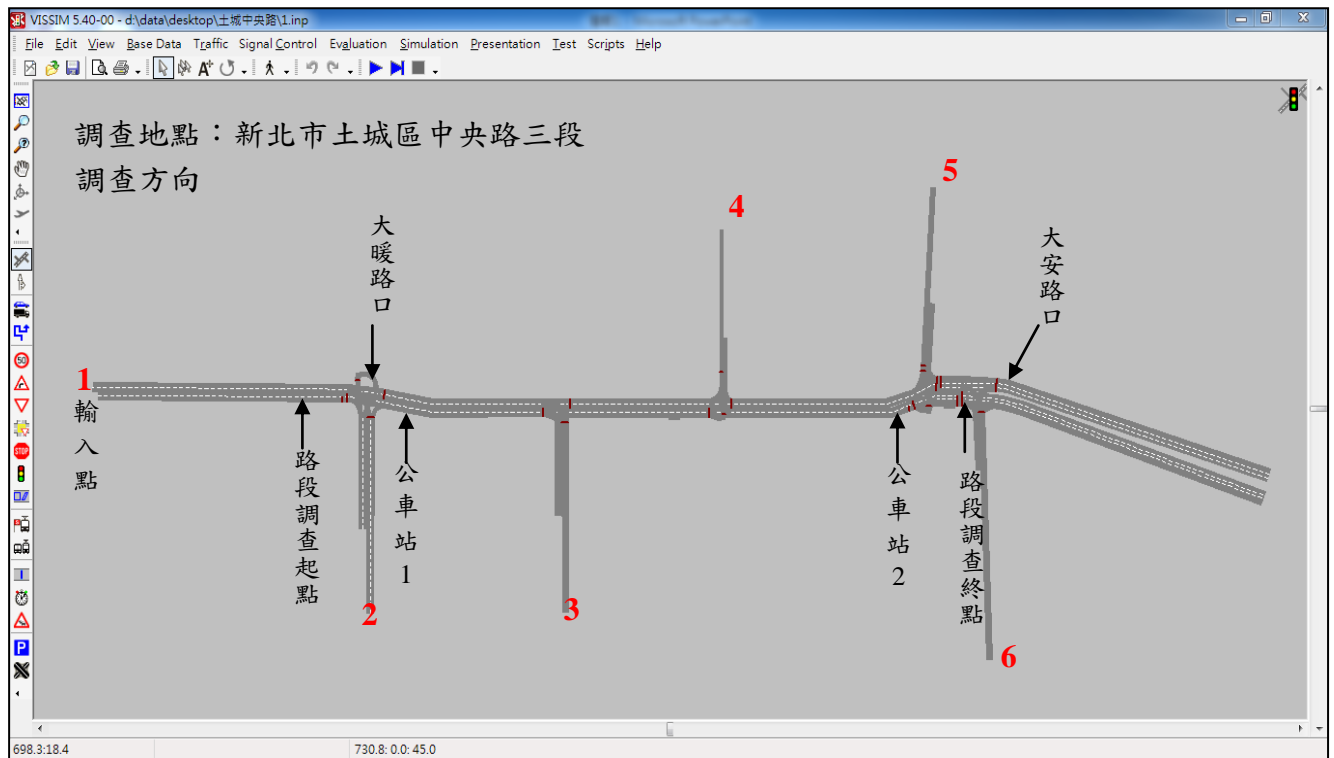 VISSIM 5.40-00 - d:\data\desktop\土城中央路\1.inp
File Edit View Base Data Traffic Signal Control Evaluation Simulation Presentation Test Scripts Help
調查地點：新北市土城區中央路三段
調查方向
5
4
大暖路口
大安路口
1
輸入點
路段調查起點
公車站1
公車站2
路段調查終點
2
3
6
50
STOP
P
698.3:18.4
730.8: 0.0: 45.0